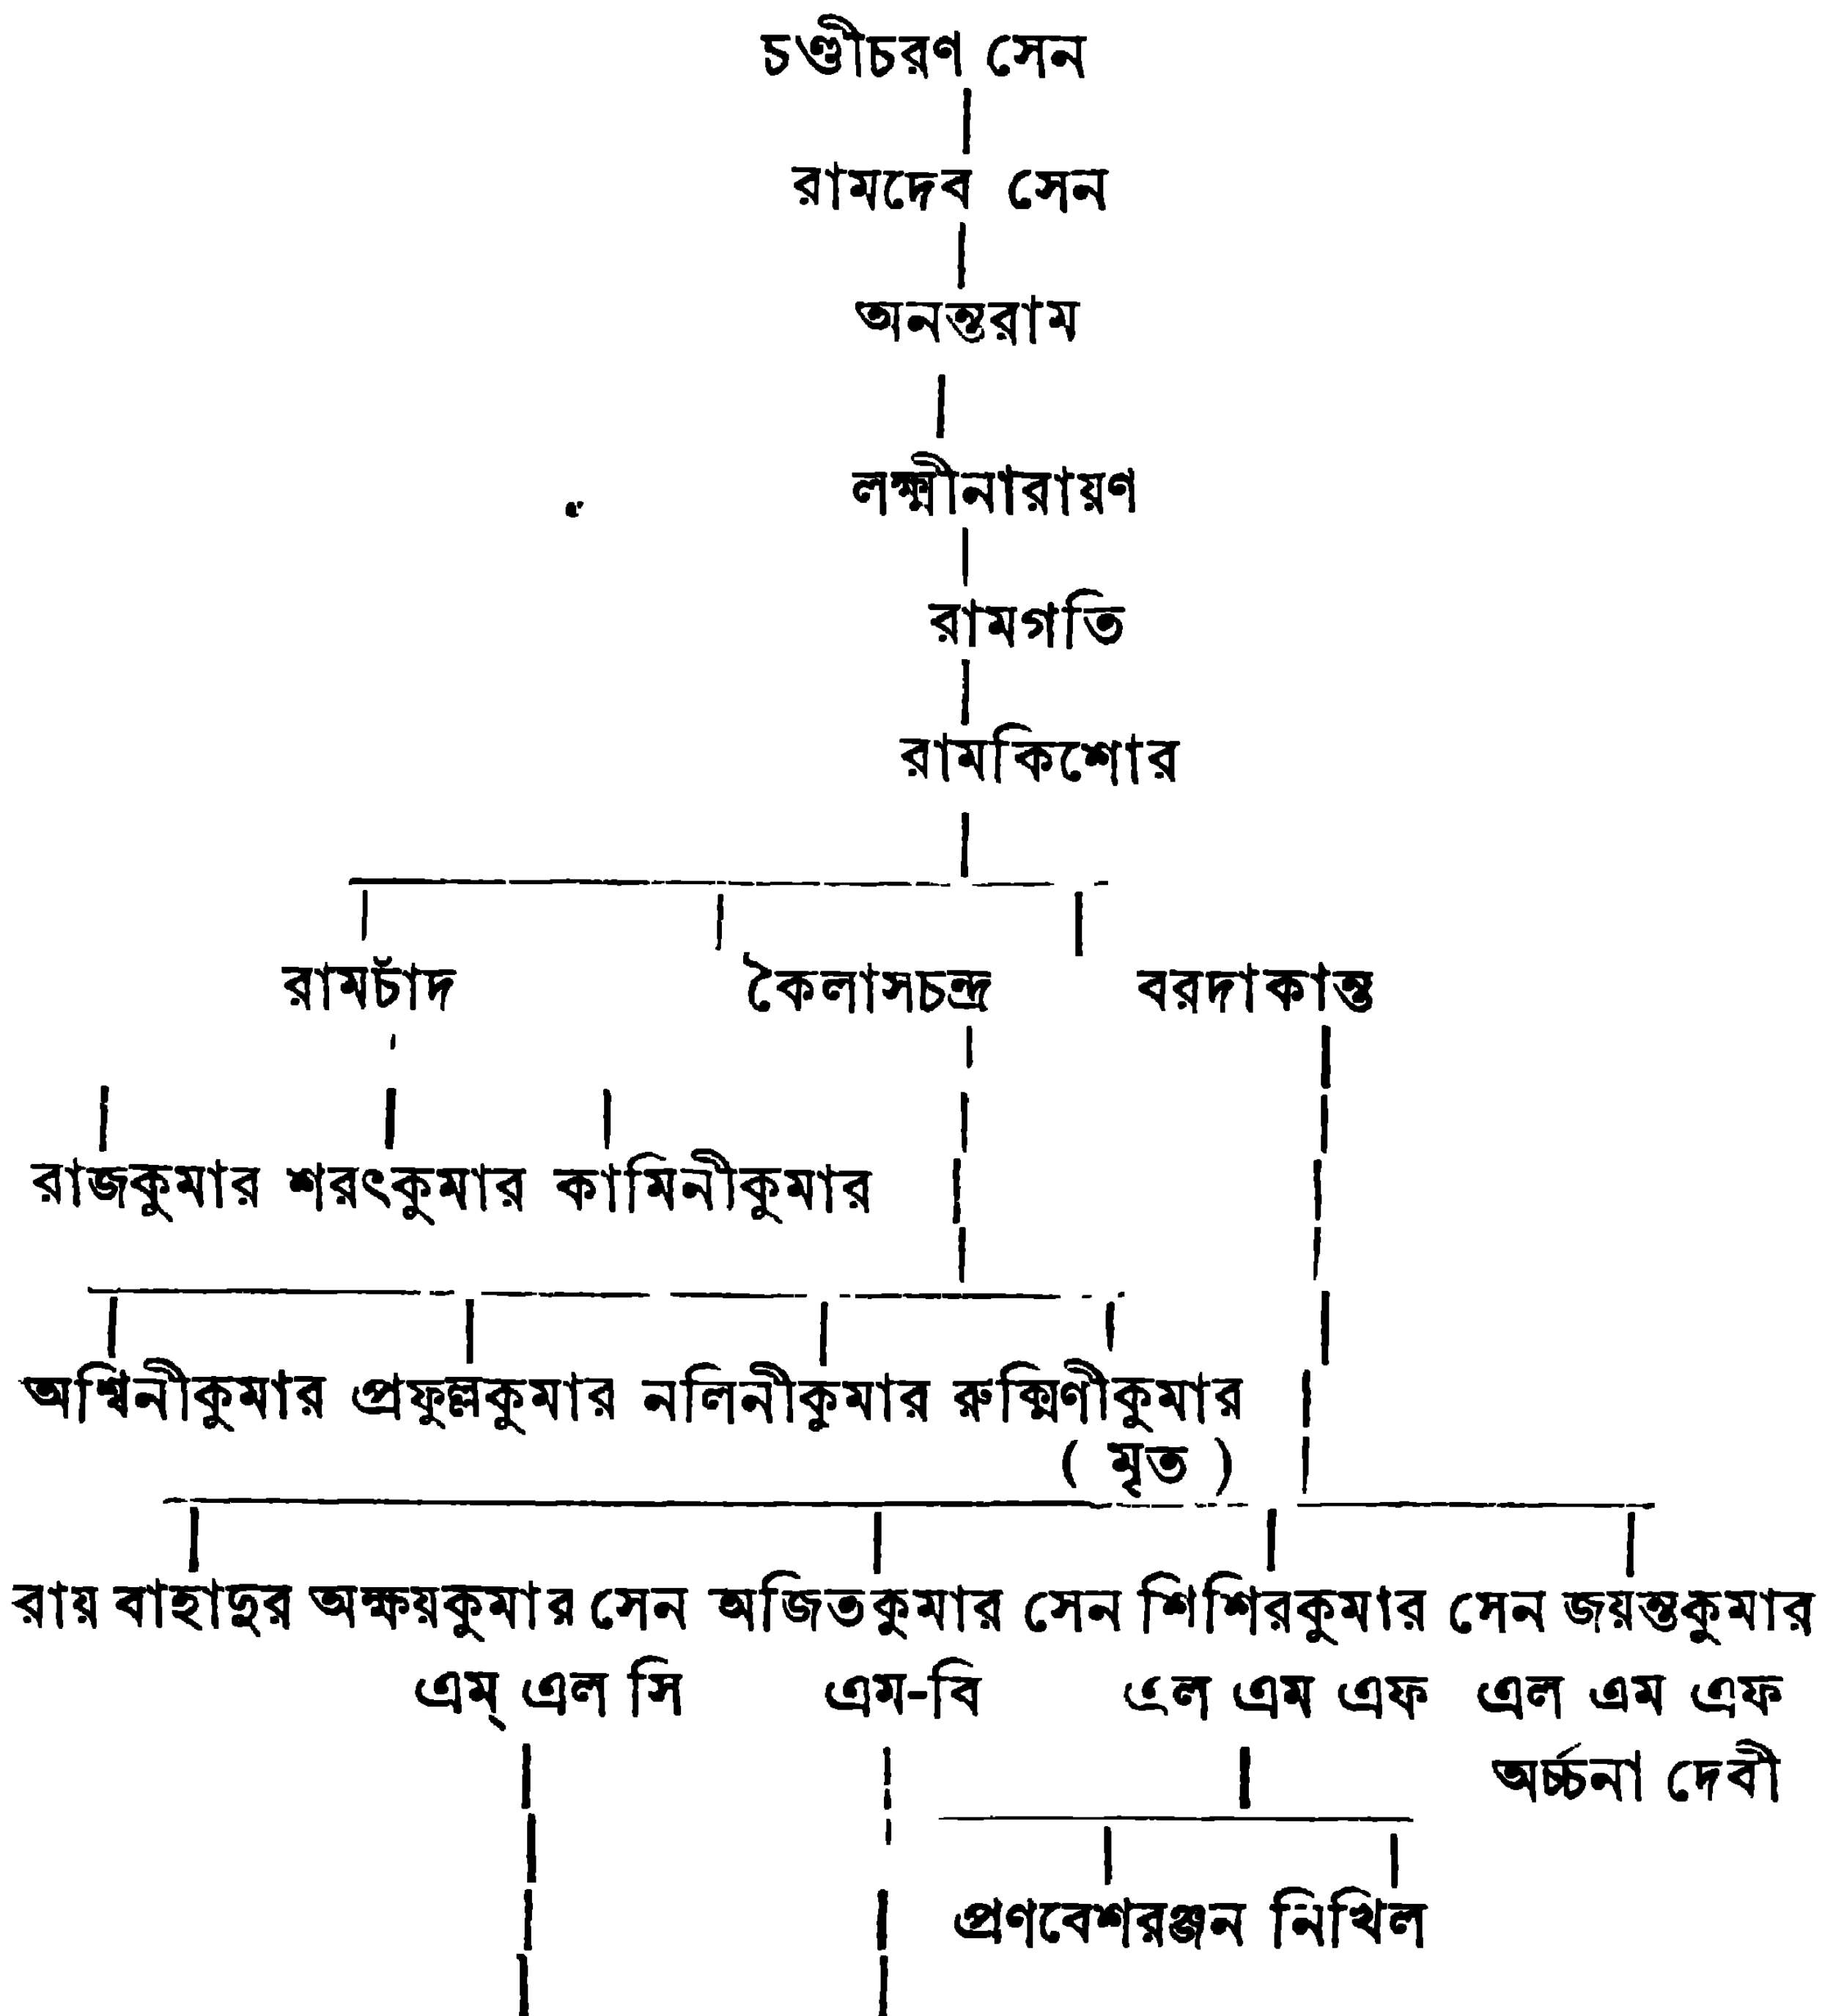 চণ্ডীচরণ সেন
রামদেব সেন
অনন্তরাম
লক্ষ্মীনারায়ণ
রামগতি
রামকিশোর
রামচাঁদ কৈলাসচন্দ্র বরদাকান্ত
রাজকুমার শরৎকুমার কামিনীকুমার
অশ্বিনীকুমার প্রফুল্লকুমার নলিনীকুমার রুক্মিণীকুমার
( মৃত )
রায় বাহাদুর অক্ষয়কুমার সেন অজিতকুমার সেন শিশিরকুমার সেন জয়ন্তকুমার
এম্ এল সি এম-বি এল এম এফ এল এম এফ
অর্চ্চনা দেবী
প্রণবেশরঞ্জন নিখিল